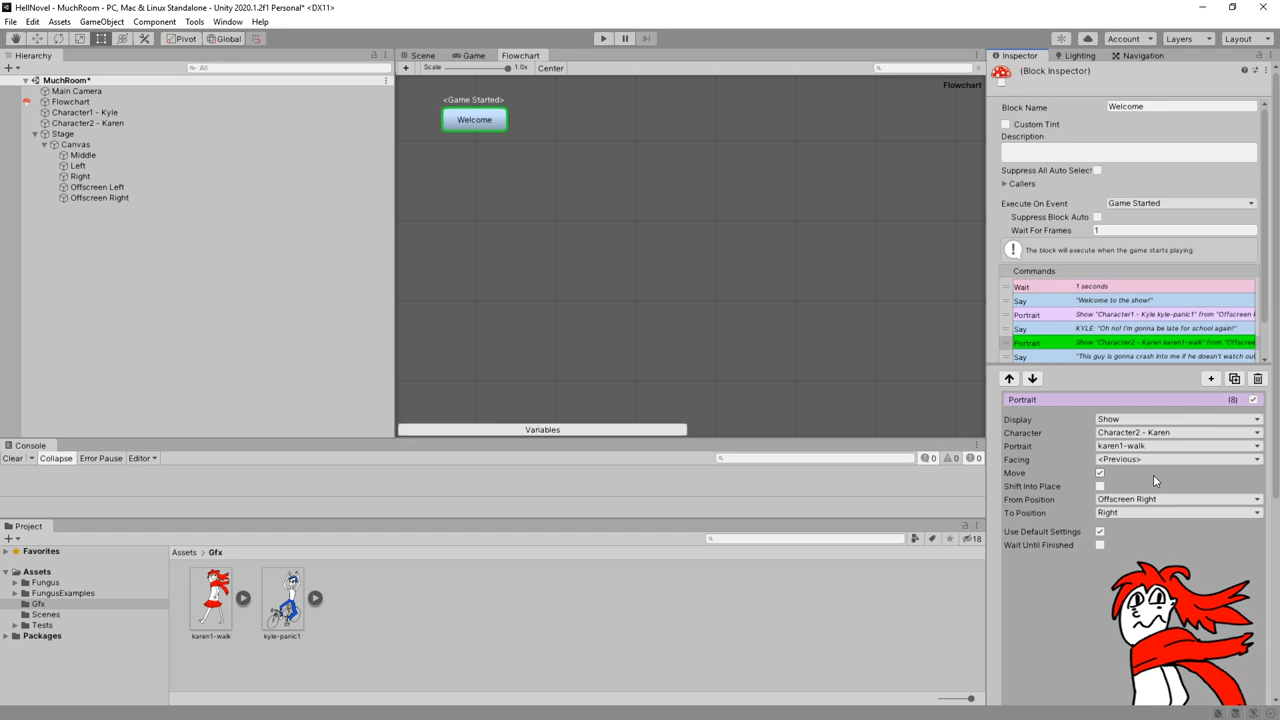 HellNovel - MuchRoom - PC, Mac & Linux Standalone - Unity 2020.1.2f1 Personal* <DX11>
File Edit Assets GameObject Component Tools Window Help
Pivot Global Account Layers Layout
Hierarchy
All
MuchRoom*
Main Camera
Flowchart
Character1 - Kyle
Character2 - Karen
Stage
Canvas
Middle
Left
Right
Offscreen Left
Offscreen Right
Scene Game Flowchart
Scale 1.0x Center
Flowchart
<Game Started>
Welcome
Variables
Console
Clear Collapse Error Pause Editor
0 0 0
Project
18
Favorites
Assets
Fungus
FungusExamples
Gfx
Scenes
Tests
Packages
Assets > Gfx
karen1-walk kyle-panic1
Inspector Lighting Navigation
(Block Inspector)
Block Name Welcome
Custom Tint
Description
Suppress All Auto Selec
Callers
Execute On Event Game Started
Suppress Block Auto
Wait For Frames 1
The block will execute when the game starts playing.
Commands
Wait 1 seconds
Say "Welcome to the show!"
Portrait Show "Character1 - Kyle kyle-panic1" from "Offscreen
Say KYLE: "Oh no! I'm gonna be late for school again!"
Portrait Show "Character2 - Karen karen1-walk" from "Offscree
Say "This guy is gonna crash into me if he doesn't watch out
Portrait (8)
Display Show
Character Character2 - Karen
Portrait karen1-walk
Facing <Previous>
Move
Shift Into Place
From Position Offscreen Right
To Position Right
Use Default Settings
Wait Until Finished